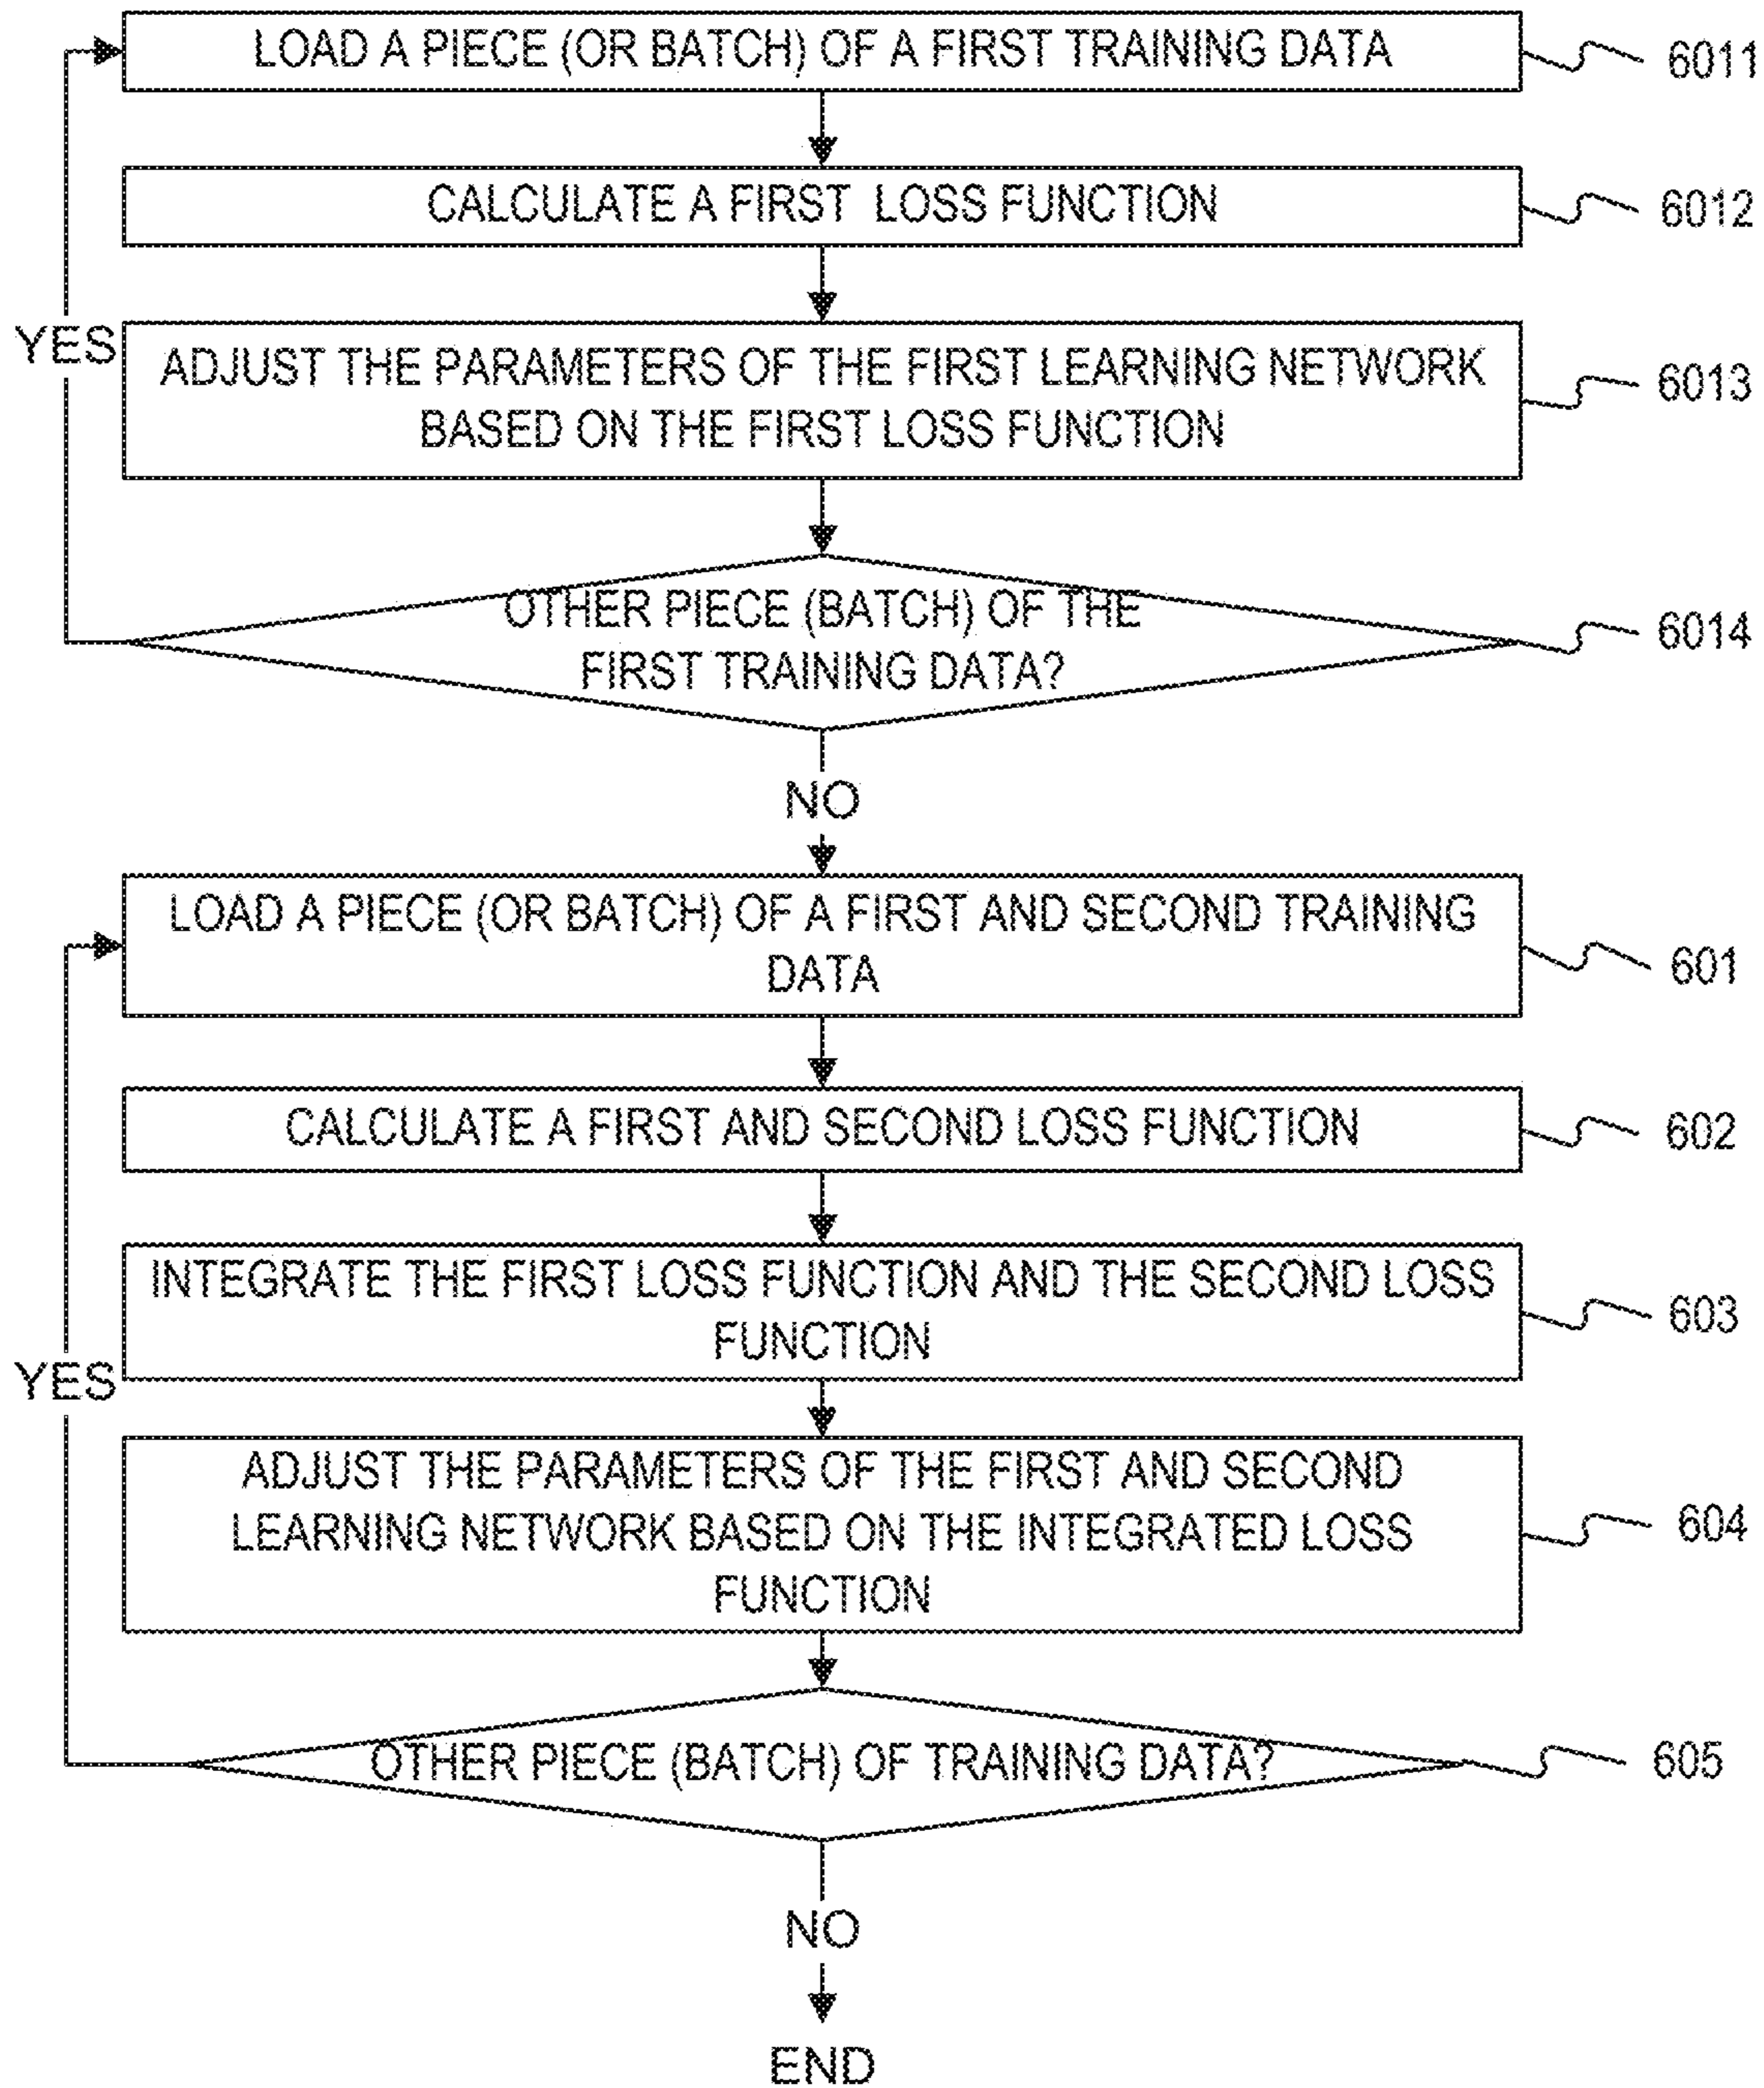 LOAD A PIECE (OR BATCH) OF A FIRST TRAINING DATA
6011
CALCULATE A FIRST LOSS FUNCTION
6012
YES
ADJUST THE PARAMETERS OF THE FIRST LEARNING NETWORK
BASED ON THE FIRST LOSS FUNCTION
6013
OTHER PIECE (BATCH) OF THE
FIRST TRAINING DATA?
6014
NO
LOAD A PIECE (OR BATCH) OF A FIRST AND SECOND TRAINING
DATA
601
CALCULATE A FIRST AND SECOND LOSS FUNCTION
602
INTEGRATE THE FIRST LOSS FUNCTION AND THE SECOND LOSS
FUNCTION
603
YES
ADJUST THE PARAMETERS OF THE FIRST AND SECOND
LEARNING NETWORK BASED ON THE INTEGRATED LOSS
FUNCTION
604
OTHER PIECE (BATCH) OF TRAINING DATA?
605
NO
END